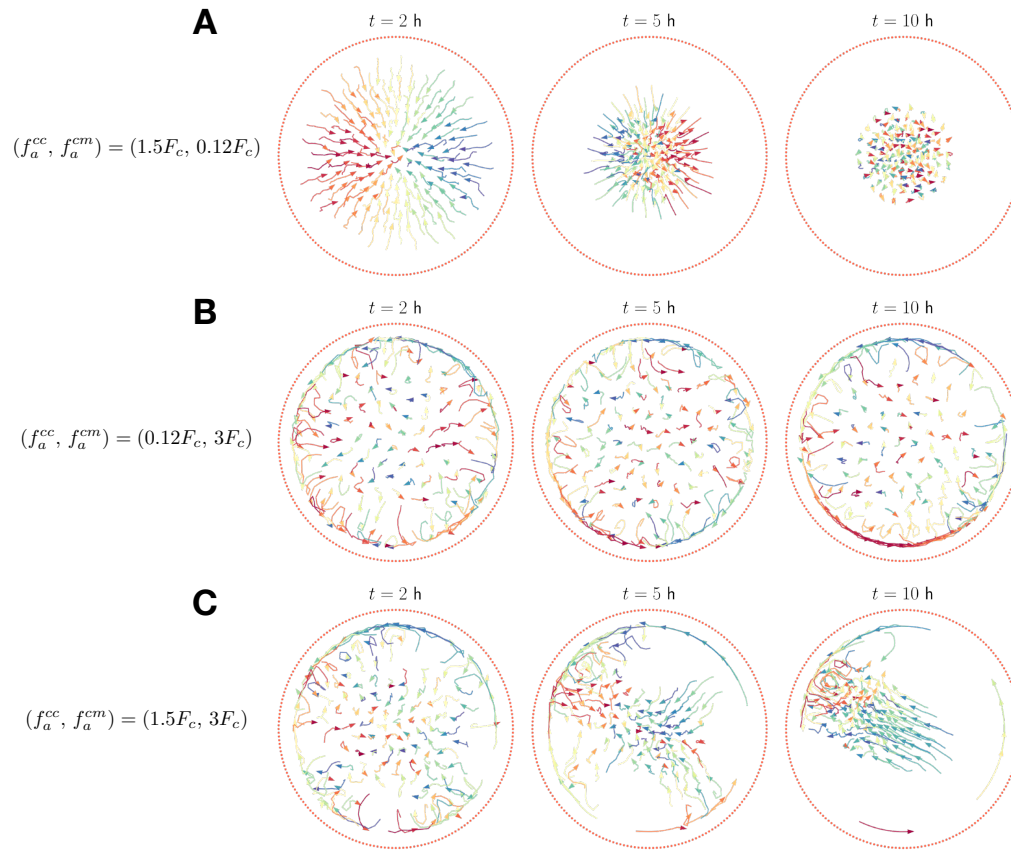 A
t = 2 h
t = 5 h
t = 10 h
(f_a^{cc}, f_a^{cm}) = (1.5F_c, 0.12F_c)
B
t = 2 h
t = 5 h
t = 10 h
(f_a^{cc}, f_a^{cm}) = (0.12F_c, 3F_c)
C
t = 2 h
t = 5 h
t = 10 h
(f_a^{cc}, f_a^{cm}) = (1.5F_c, 3F_c)